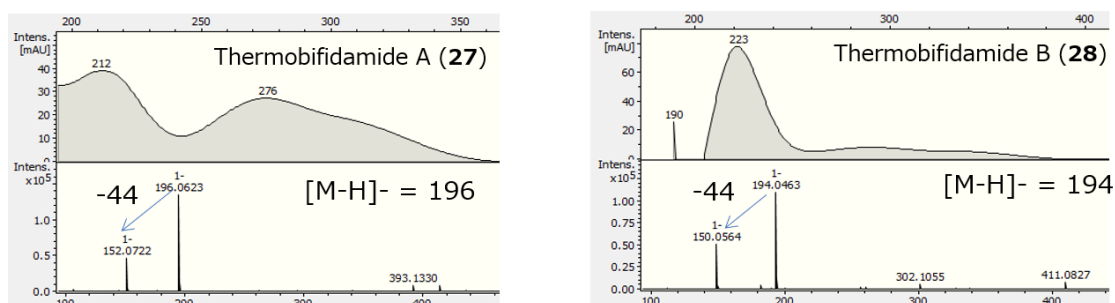 200 250 300 350
Intens.
[mAU]
Thermobifidamide A (27)
212
276
40
30
20
10
0
Intens.
x10⁵
-44
1-
196.0623
[M-H]- = 196
1.0
1-
152.0722
0.5
393.1330
0.0
100 200 300 400
200 300 400
Intens.
[mAU]
223
Thermobifidamide B (28)
60
40
190
20
0
Intens.
x10⁵
-44
1-
194.0463
[M-H]- = 194
1.00
0.75
1-
150.0564
0.50
0.25
302.1055
411.0827
0.00
100 200 300 400